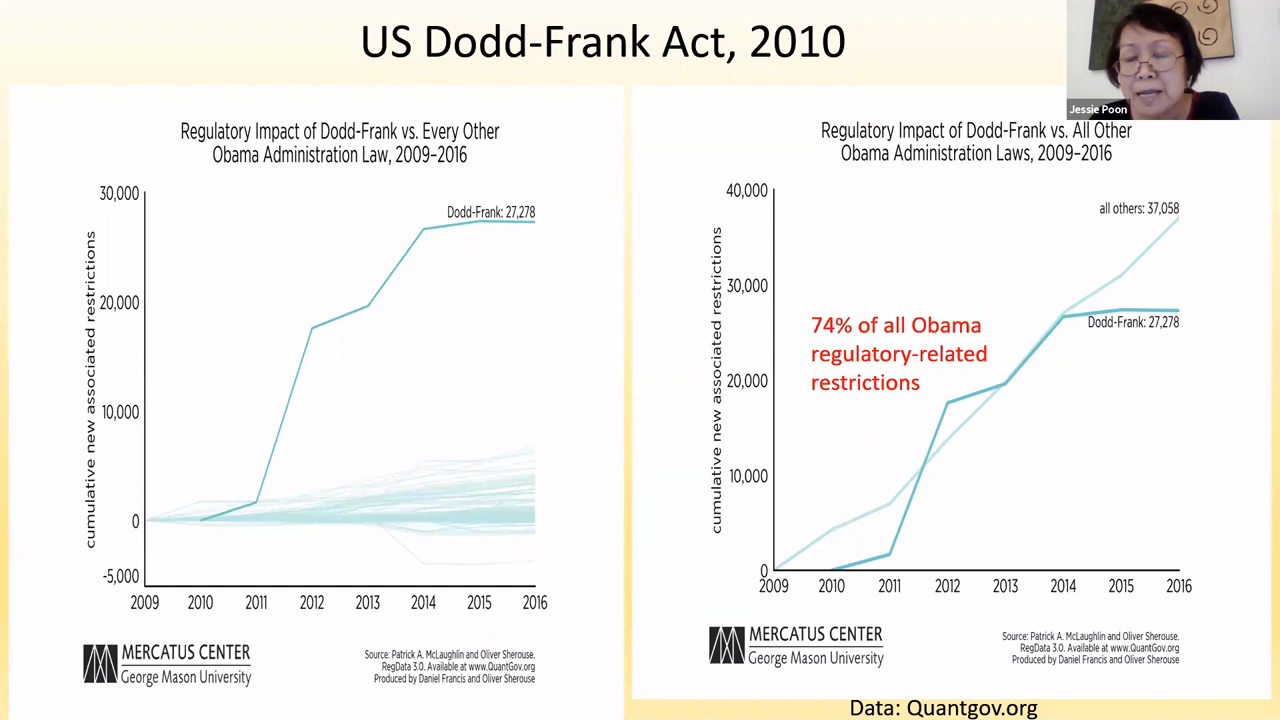 US Dodd-Frank Act, 2010
Jessie Poon
Regulatory Impact of Dodd-Frank vs. Every Other
Obama Administration Law, 2009–2016
30,000
20,000
10,000
0
-5,000
cumulative new associated restrictions
Dodd-Frank: 27,278
2009 2010 2011 2012 2013 2014 2015 2016
MERCATUS CENTER
George Mason University
Source: Patrick A. McLaughlin and Oliver Sherouse.
RegData 3.0. Available at www.QuantGov.org
Produced by Daniel Francis and Oliver Sherouse
Regulatory Impact of Dodd-Frank vs. All Other
Obama Administration Laws, 2009–2016
40,000
30,000
20,000
10,000
0
cumulative new associated restrictions
all others: 37,058
Dodd-Frank: 27,278
74% of all Obama
regulatory-related
restrictions
2009 2010 2011 2012 2013 2014 2015 2016
MERCATUS CENTER
George Mason University
Source: Patrick A. McLaughlin and Oliver Sherouse.
RegData 3.0. Available at www.QuantGov.org
Produced by Daniel Francis and Oliver Sherouse
Data: Quantgov.org